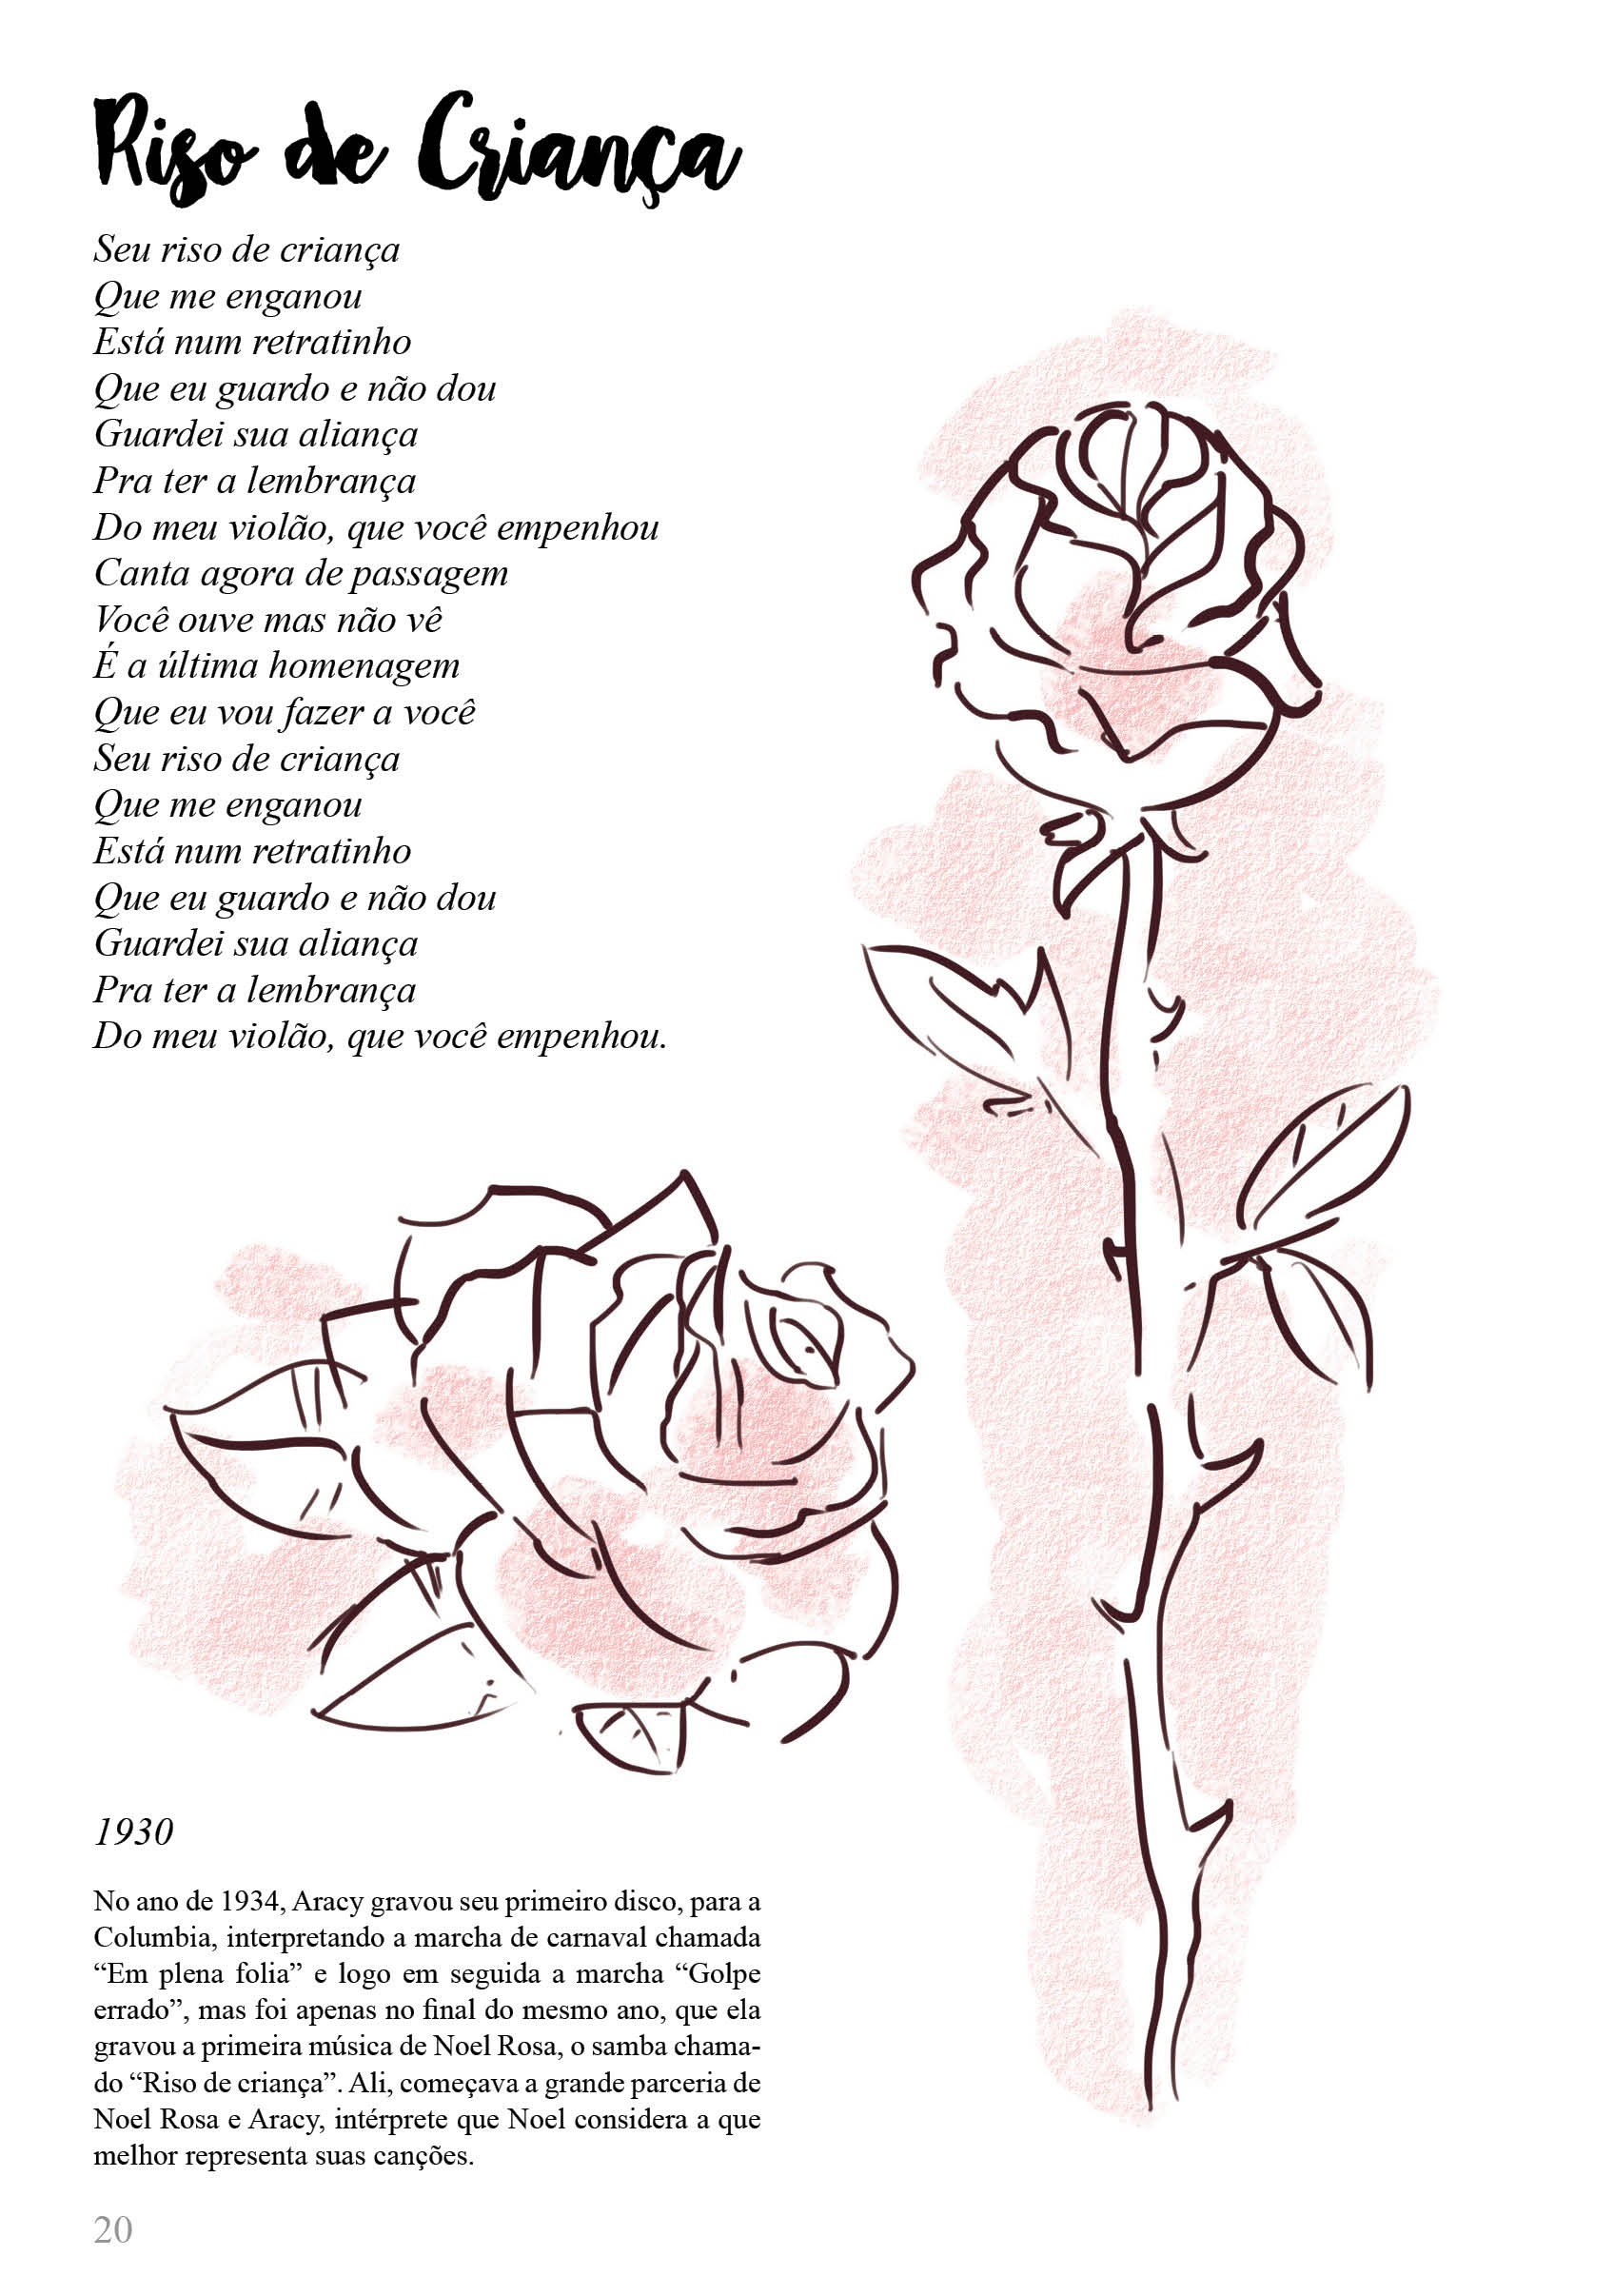 Riso de Criança
Seu riso de criança
Que me enganou
Está num retratinho
Que eu guardo e não dou
Guardei sua aliança
Pra ter a lembrança
Do meu violão, que você empenhou
Canta agora de passagem
Você ouve mas não vê
É a última homenagem
Que eu vou fazer a você
Seu riso de criança
Que me enganou
Está num retratinho
Que eu guardo e não dou
Guardei sua aliança
Pra ter a lembrança
Do meu violão, que você empenhou.
1930
No ano de 1934, Aracy gravou seu primeiro disco, para a
Columbia, interpretando a marcha de carnaval chamada
“Em plena folia” e logo em seguida a marcha “Golpe
errado”, mas foi apenas no final do mesmo ano, que ela
gravou a primeira música de Noel Rosa, o samba chama-
do “Riso de criança”. Ali, começava a grande parceria de
Noel Rosa e Aracy, intérprete que Noel considera a que
melhor representa suas canções.
20